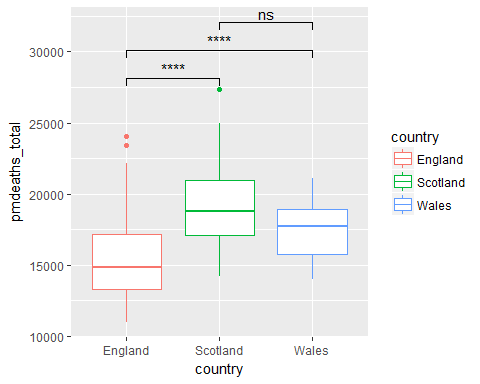 ns
****
****
30000
25000
20000
15000
10000
pmdeaths_total
England
Scotland
Wales
country
country
England
Scotland
Wales